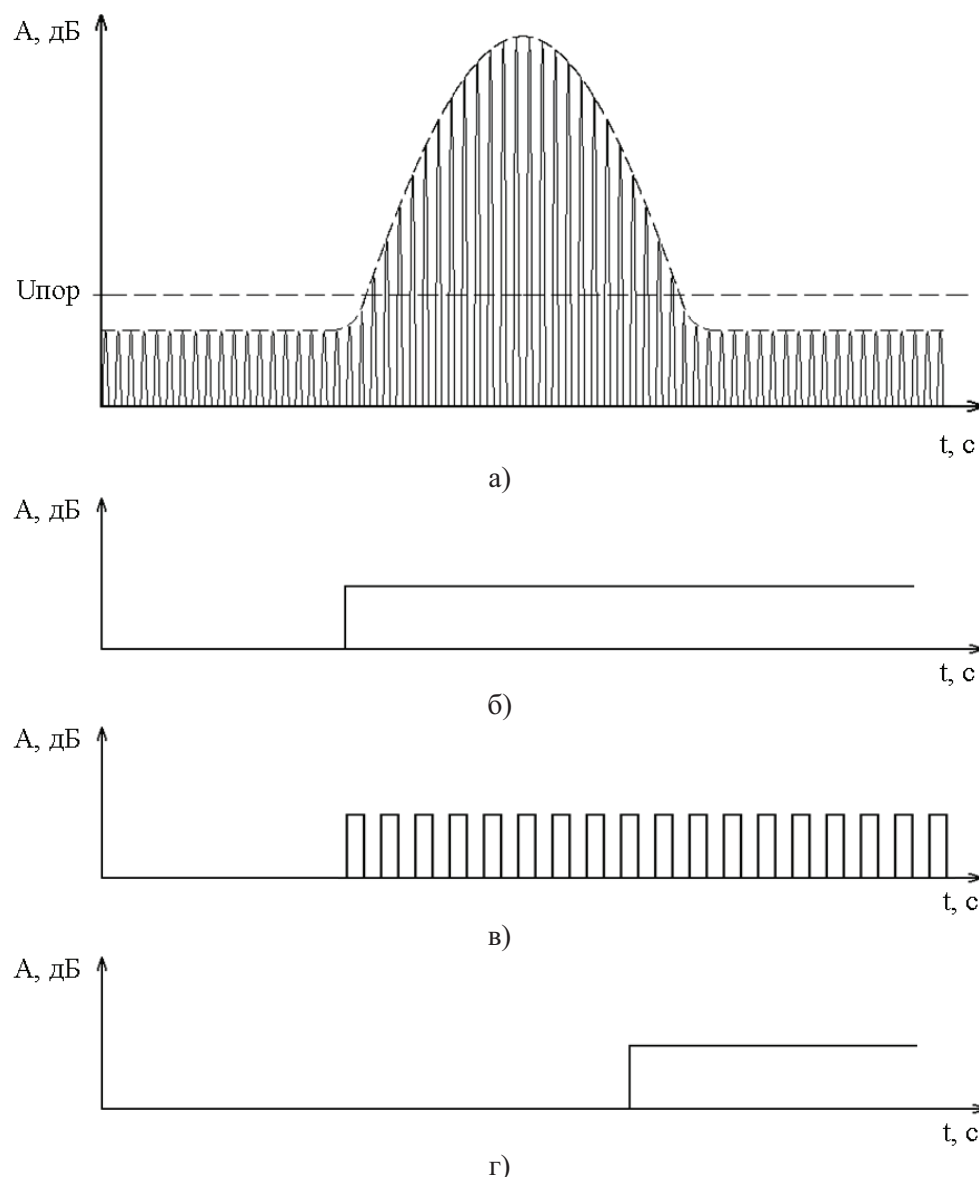 А, дБ
Uпор
t, с
а)
А, дБ
t, с
б)
А, дБ
t, с
в)
А, дБ
t, с
г)